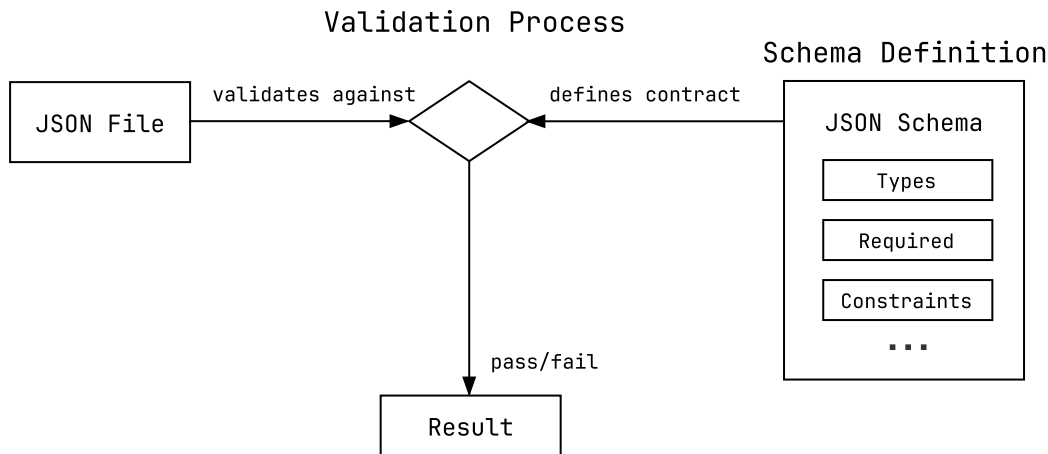 Validation Process
Schema Definition
validates against
defines contract
JSON File
JSON Schema
Types
Required
Constraints
...
pass/fail
Result